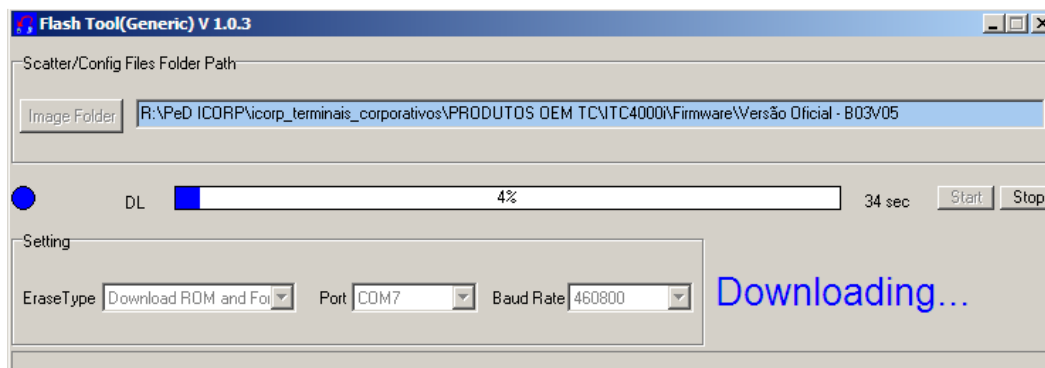 Flash Tool(Generic) V 1.0.3
Scatter/Config Files Folder Path
Image Folder R:\PeD ICORP\icorp_terminais_corporativos\PRODUTOS OEM TC\ITC4000i\Firmware\Versão Oficial - B03V05
DL 4% 34 sec Start Stop
Setting
EraseType Download ROM and For Port COM7 Baud Rate 460800
Downloading...